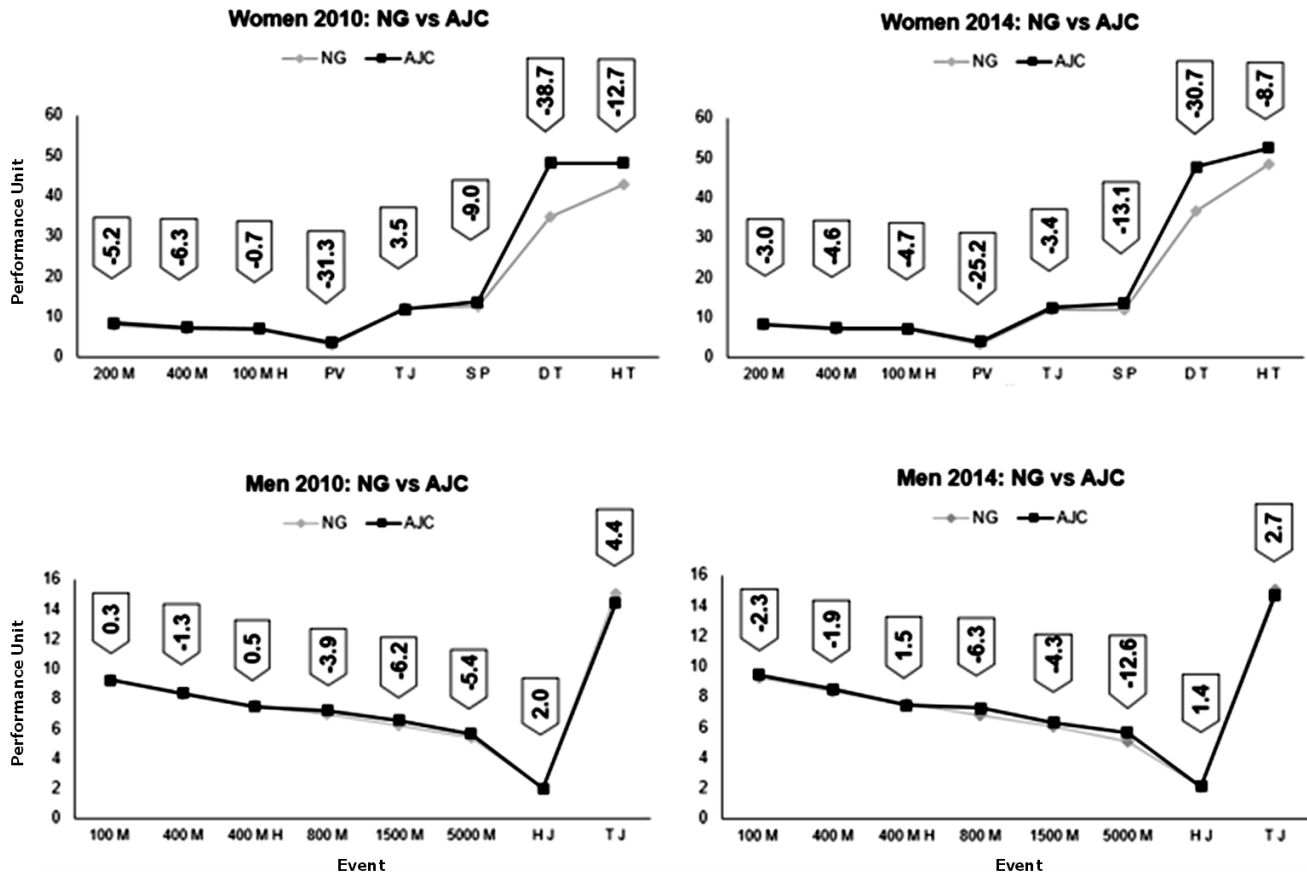 Women 2010: NG vs AJC
NG AJC
-5.2 -6.3 -0.7 -31.3 3.5 -9.0 -38.7 -12.7
Performance Unit
60
50
40
30
20
10
0
200 M 400 M 100 M H PV T J S P D T H T
Women 2014: NG vs AJC
NG AJC
-3.0 -4.6 -4.7 -25.2 -3.4 -13.1 -30.7 -8.7
60
50
40
30
20
10
0
200 M 400 M 100 M H PV T J S P D T H T
Men 2010: NG vs AJC
NG AJC
0.3 -1.3 0.5 -3.9 -6.2 -5.4 2.0 4.4
Performance Unit
16
14
12
10
8
6
4
2
0
100 M 400 M 400 M H 800 M 1500 M 5000 M H J T J
Event
Men 2014: NG vs AJC
NG AJC
-2.3 -1.9 1.5 -6.3 -4.3 -12.6 1.4 2.7
16
14
12
10
8
6
4
2
0
100 M 400 M 400 M H 800 M 1500 M 5000 M H J T J
Event